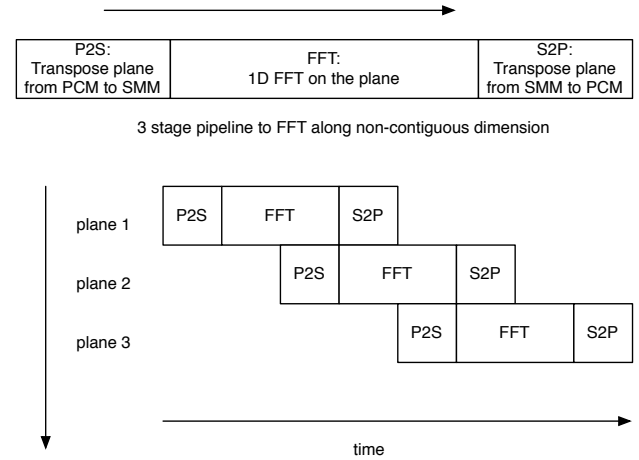 P2S:
Transpose plane
from PCM to SMM
FFT:
1D FFT on the plane
S2P:
Transpose plane
from SMM to PCM
3 stage pipeline to FFT along non-contiguous dimension
plane 1
P2S
FFT
S2P
plane 2
P2S
FFT
S2P
plane 3
P2S
FFT
S2P
time